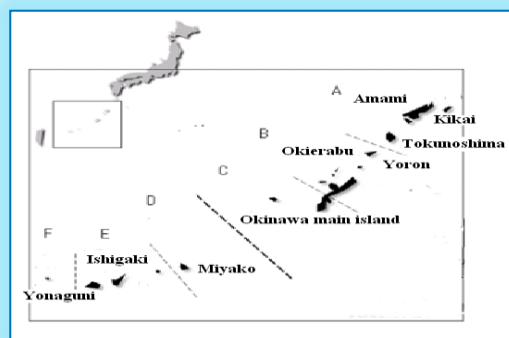 A
Amami
Kikai
Tokunoshima
B
Okierabu
Yoron
C
Okinawa main island
D
Miyako
E
Ishigaki
F
Yonaguni